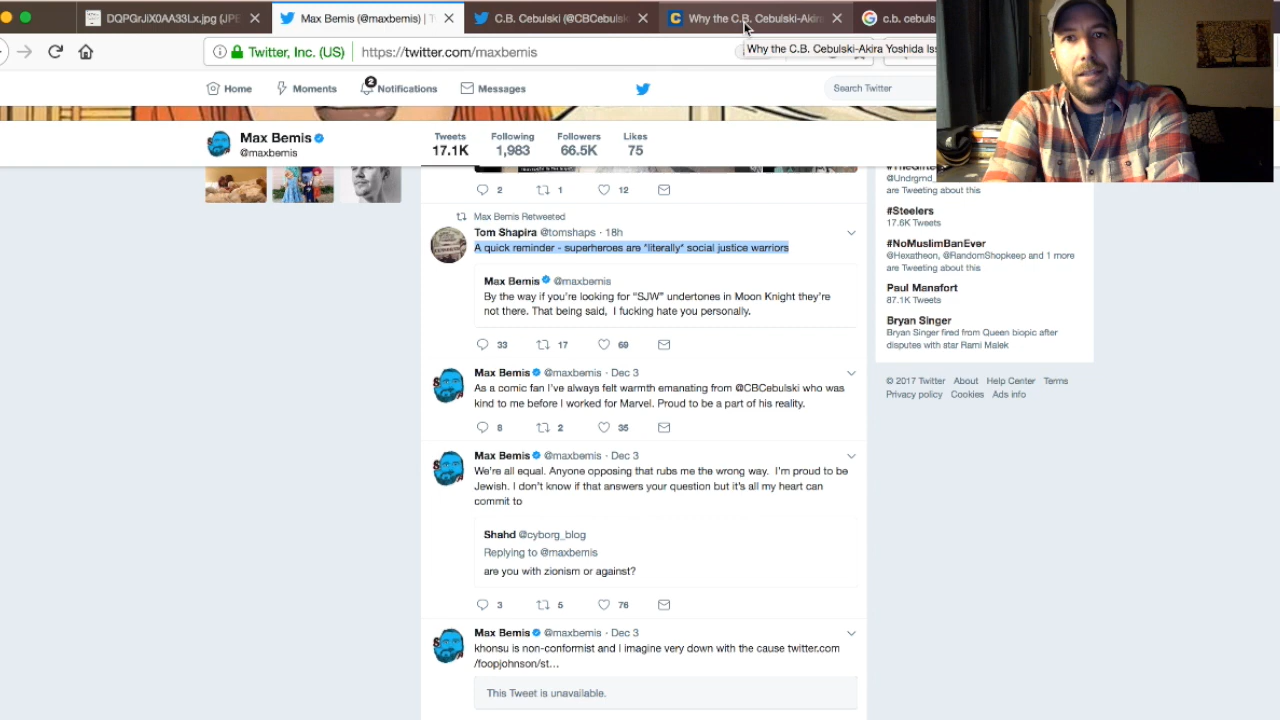 DQPGrJiX0AA33Lx.jpg (JPE
Max Bemis (@maxbemis) | T
C.B. Cebulski (@CBCebulsk
Why the C.B. Cebulski-Akir
c.b. cebuls
Twitter, Inc. (US)
https://twitter.com/maxbemis
Why the C.B. Cebulski-Akira Yoshida Iss
Home
Moments
2
Notifications
Messages
Search Twitter
Max Bemis
@maxbemis
Tweets
17.1K
Following
1,983
Followers
66.5K
Likes
75
2
1
12
Max Bemis Retweeted
Tom Shapira @tomshaps · 18h
A quick reminder - superheroes are *literally* social justice warriors
Max Bemis @maxbemis
By the way if you're looking for "SJW" undertones in Moon Knight they're
not there. That being said, I fucking hate you personally.
33
17
69
Max Bemis @maxbemis · Dec 3
As a comic fan I've always felt warmth emanating from @CBCebulski who was
kind to me before I worked for Marvel. Proud to be a part of his reality.
8
2
35
Max Bemis @maxbemis · Dec 3
We're all equal. Anyone opposing that rubs me the wrong way. I'm proud to be
Jewish. I don't know if that answers your question but it's all my heart can
commit to
Shahd @cyborg_blog
Replying to @maxbemis
are you with zionism or against?
3
5
76
Max Bemis @maxbemis · Dec 3
khonsu is non-conformist and I imagine very down with the cause twitter.com
/foopjohnson/st…
This Tweet is unavailable.
@Undrgrnd_
are Tweeting about this
#Steelers
17.6K Tweets
#NoMuslimBanEver
@Hexatheon, @RandomShopkeep and 1 more
are Tweeting about this
Paul Manafort
87.1K Tweets
Bryan Singer
Bryan Singer fired from Queen biopic after
disputes with star Rami Malek
© 2017 Twitter About Help Center Terms
Privacy policy Cookies Ads info